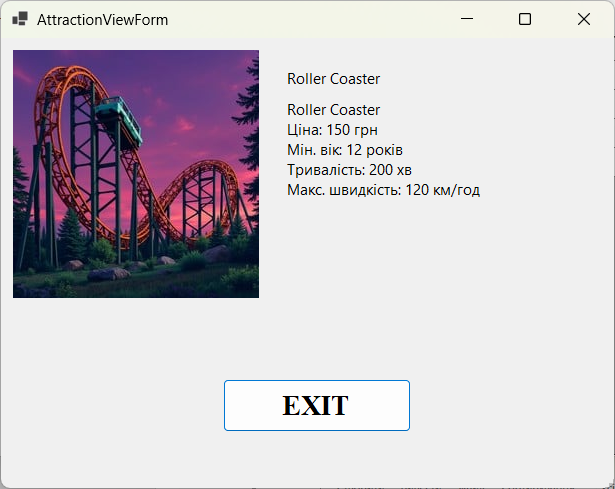 AttractionViewForm
Roller Coaster
Roller Coaster
Ціна: 150 грн
Мін. вік: 12 років
Тривалість: 200 хв
Макс. швидкість: 120 км/год
EXIT